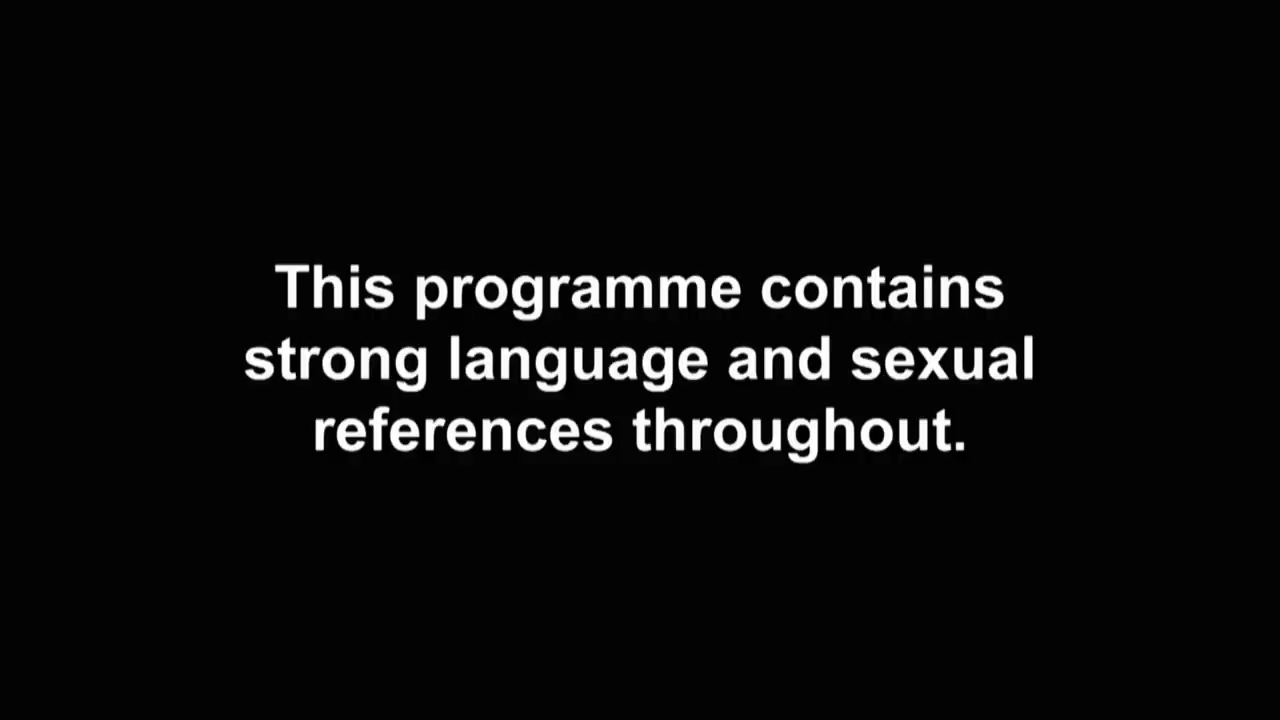 This programme contains
strong language and sexual
references throughout.